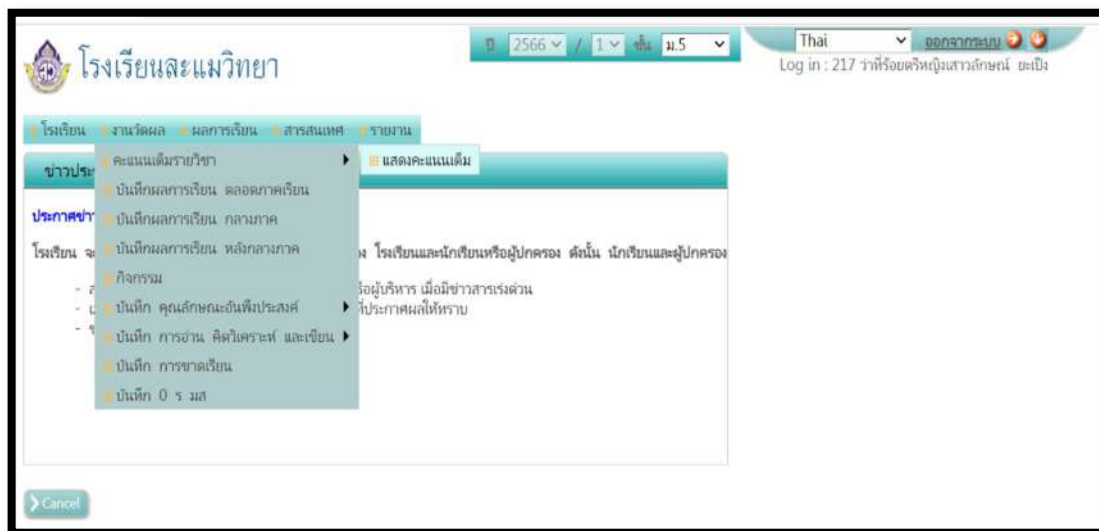 โรงเรียนละแมวิทยา
ปี 2566 / 1 ชั้น ม.5
Thai ออกจากระบบ
Log in : 217 ว่าที่ร้อยตรีหญิงเสาวลักษณ์ ยะเป็ง
โรงเรียน งานวัดผล ผลการเรียน สารสนเทศ รายงาน
ข่าวประ
คะแนนเต็มรายวิชา
แสดงคะแนนเต็ม
บันทึกผลการเรียน ตลอดภาคเรียน
ประกาศข่า
บันทึกผลการเรียน กลางภาค
โรงเรียน
บันทึกผลการเรียน หลังกลางภาค
โรงเรียนและนักเรียนหรือผู้ปกครอง ดังนั้น นักเรียนและผู้ปกครอง
กิจกรรม
อผู้บริหาร เมื่อมีข่าวสารเร่งด่วน
บันทึก คุณลักษณะอันพึงประสงค์
ที่ประกาศผลให้ทราบ
บันทึก การอ่าน คิดวิเคราะห์ และเขียน
บันทึก การขาดเรียน
บันทึก 0 ร มส
Cancel